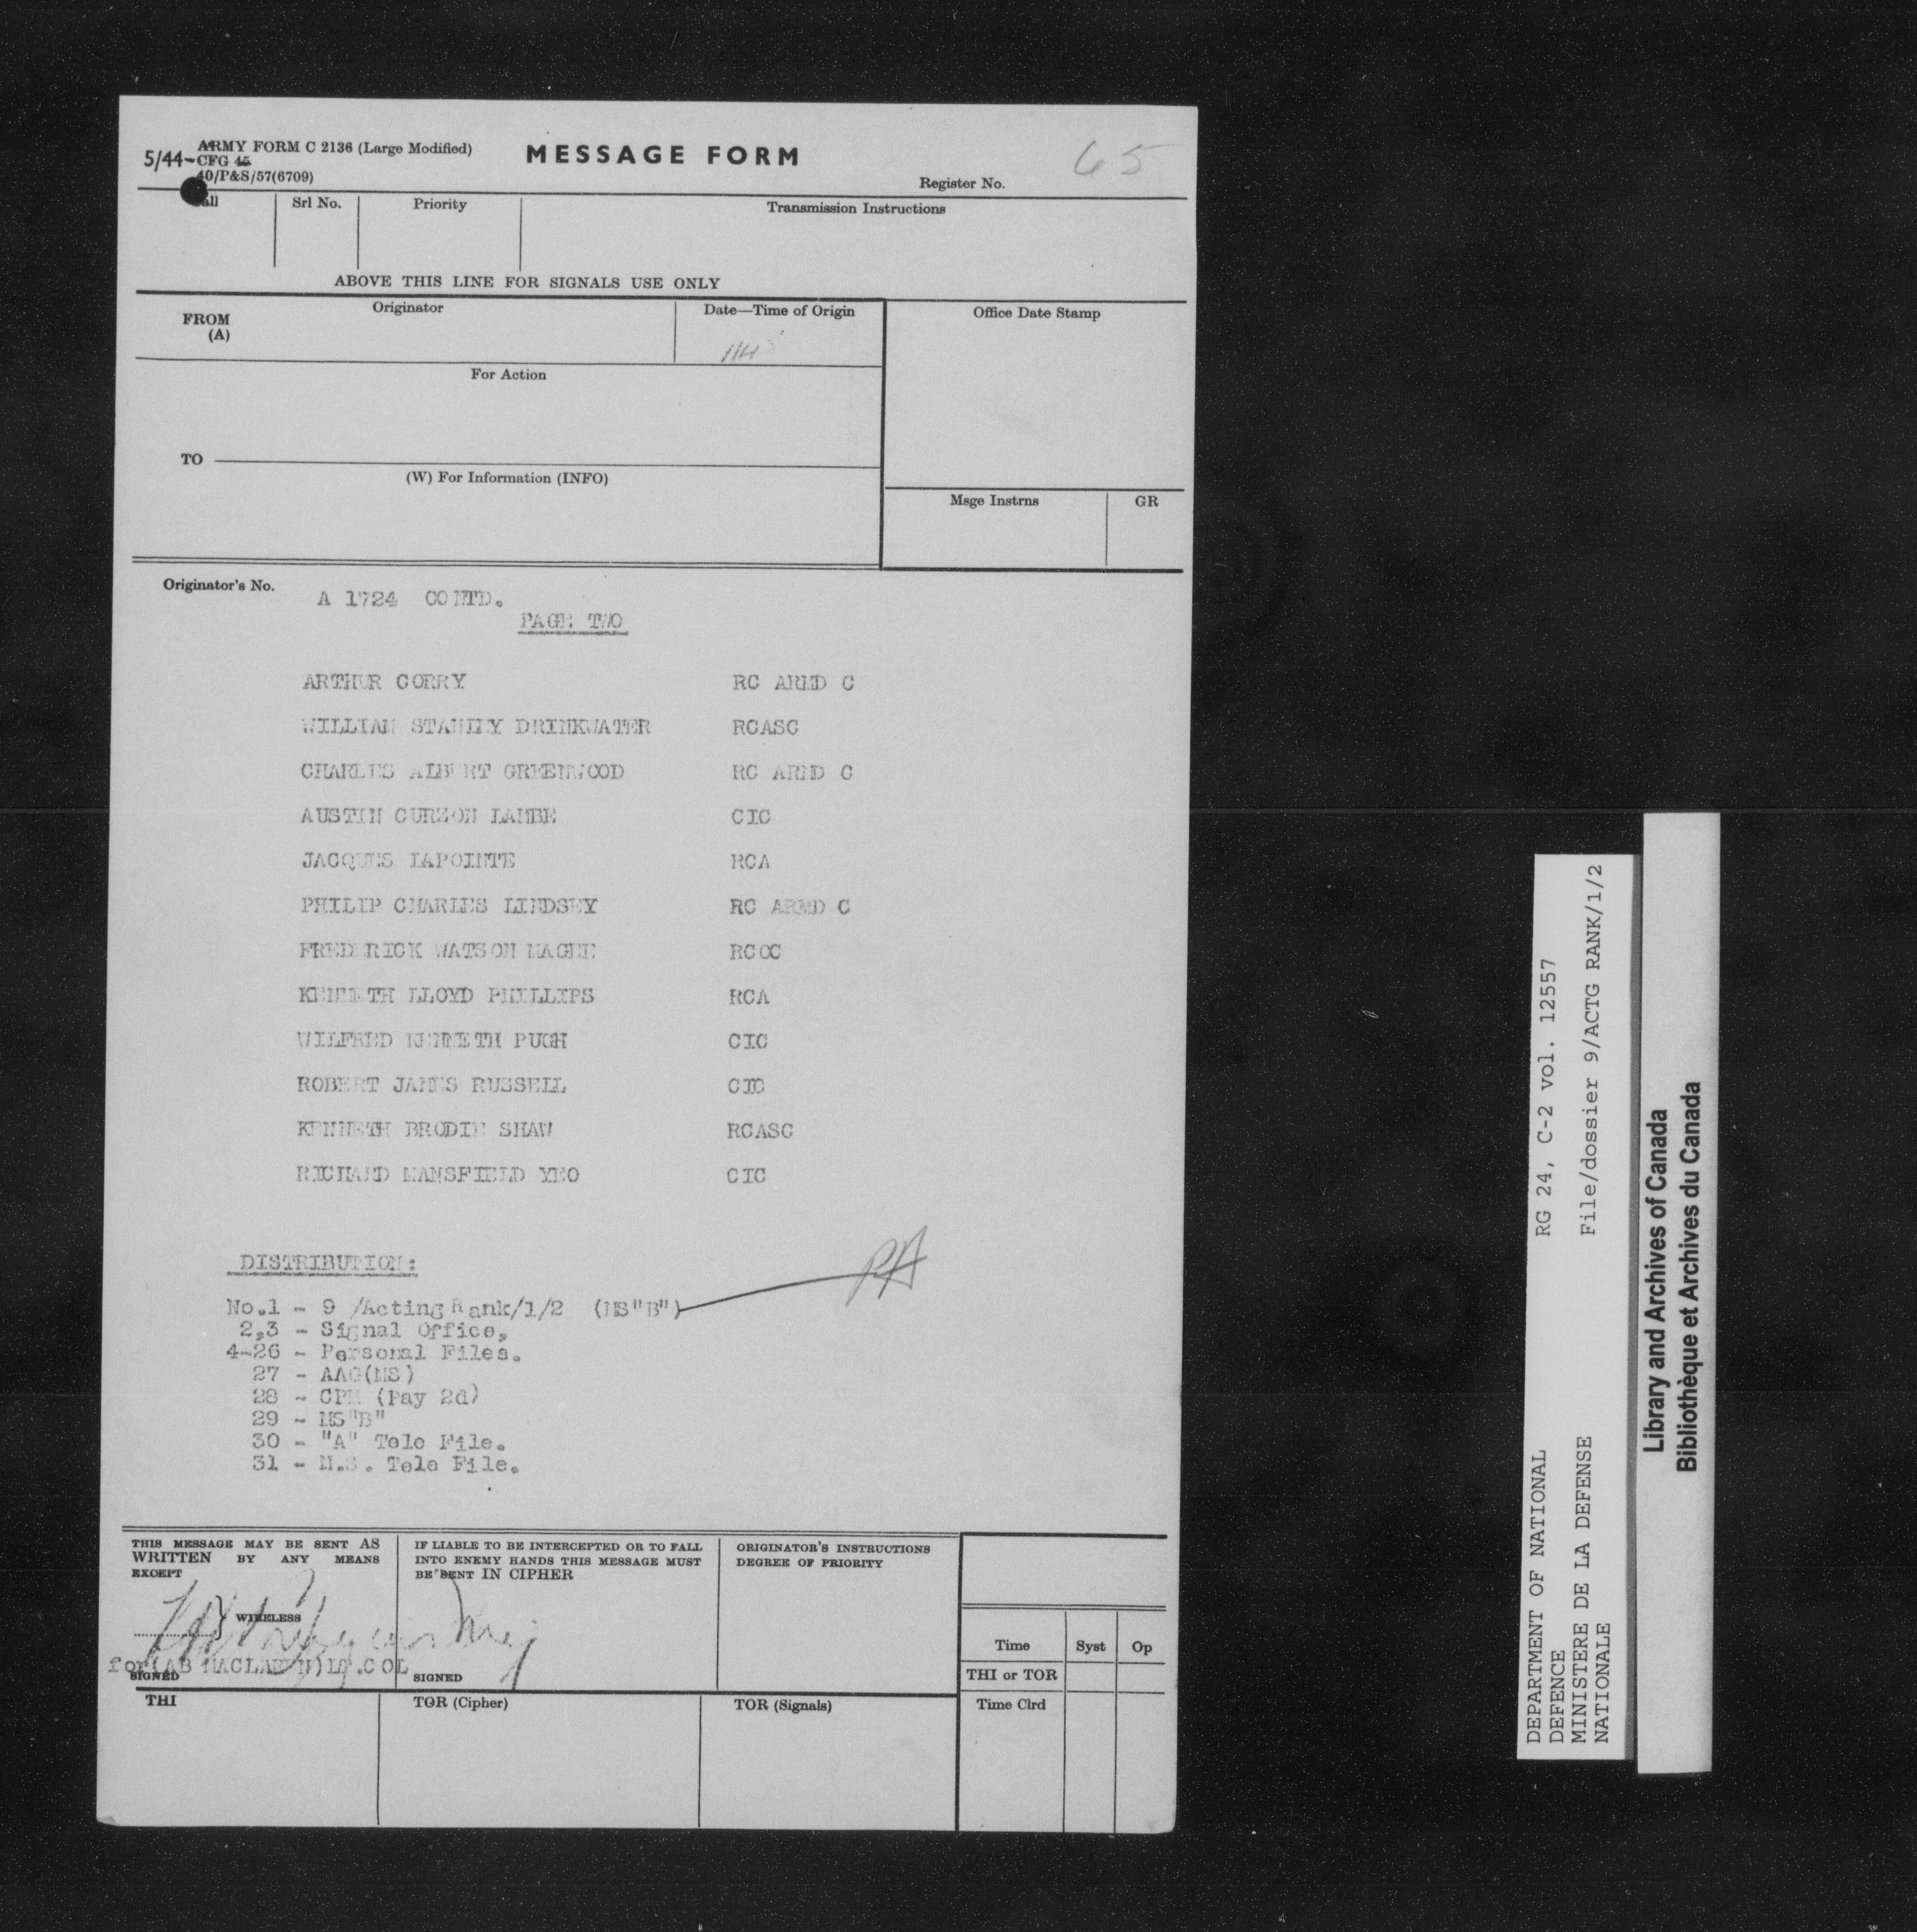 5/44-
ARMY FORM C 2136 (Large Modified)
CFG 45
40/P&S/57(6709)
MESSAGE FORM
65
Register No.
Call
Srl No.
Priority
Transmission Instructions
ABOVE THIS LINE FOR SIGNALS USE ONLY
FROM
(A)
Originator
Date—Time of Origin
Office Date Stamp
For Action
TO
(W) For Information (INFO)
Msge Instrns
GR
Originator's No.
A 1724 CONTD.
PAGE TWO
ARTHUR CORRY RC ARMD C
WILLIAM STANLEY DRINKWATER RCASC
CHARLES ALBERT GREENWOOD RC ARMD C
AUSTIN CURZON LAMBE CIC
JACQUES LAPOINTE RCA
PHILIP CHARLES LINDSEY RC ARMD C
FREDERICK WATSON MAGEE RCOC
KENNETH LLOYD PHILLIPS RCA
WILFRED KENNETH PUGH CIC
ROBERT JAMES RUSSELL CIC
KENNETH BRODIE SHAW RCASC
RICHARD MANSFIELD YEO CIC
DISTRIBUTION:
PA
No.1 - 9 /Acting Rank/1/2 (MS"B")
2,3 - Signal Office,
4-26 - Personal Files.
27 - AAG(MS)
28 - CPM (Pay 2d)
29 - MS"B"
30 - "A" Tele File.
31 - M.S. Tele File.
THIS MESSAGE MAY BE SENT AS
WRITTEN BY ANY MEANS
EXCEPT
WIRELESS
for(AB MACLAREN)LT.COL
SIGNED
IF LIABLE TO BE INTERCEPTED OR TO FALL
INTO ENEMY HANDS THIS MESSAGE MUST
BE SENT IN CIPHER
SIGNED
ORIGINATOR'S INSTRUCTIONS
DEGREE OF PRIORITY
Time
Syst
Op
THI or TOR
Time Clrd
THI
TOR (Cipher)
TOR (Signals)
DEPARTMENT OF NATIONAL
DEFENCE
MINISTERE DE LA DEFENSE
NATIONALE
RG 24, C-2 vol. 12557
File/dossier 9/ACTG RANK/1/2
Library and Archives of Canada
Bibliothèque et Archives du Canada